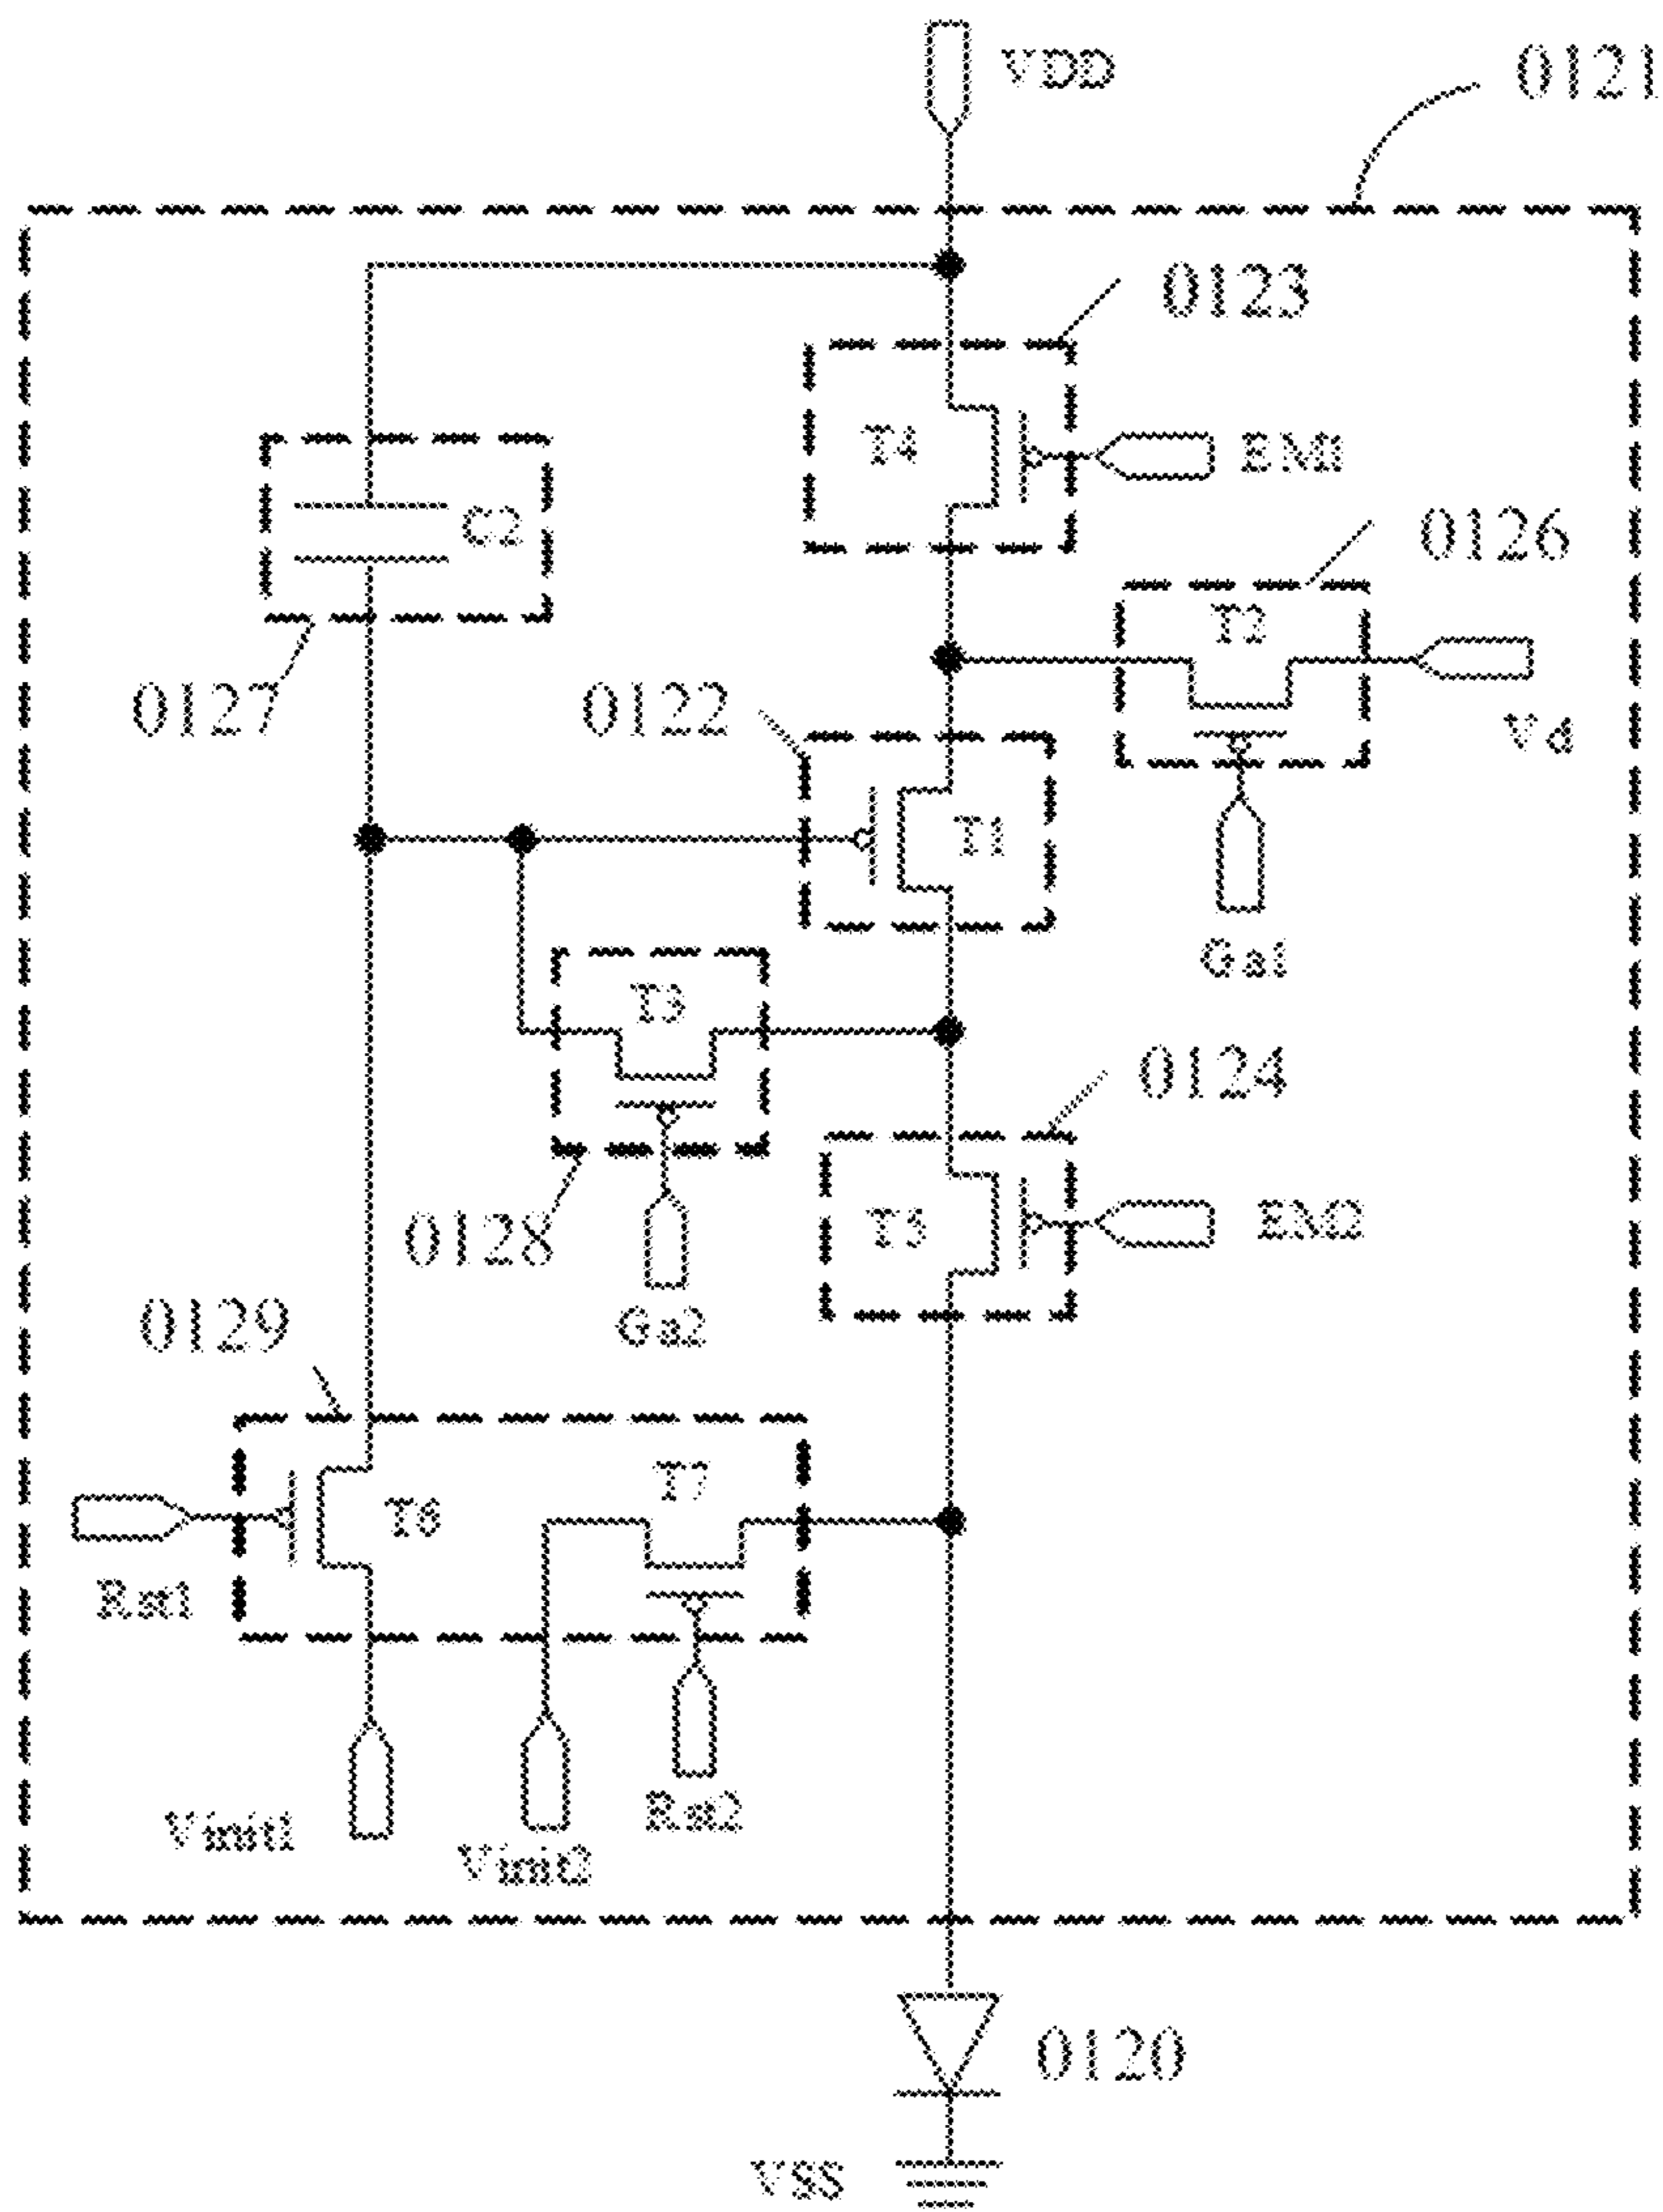 VDD
0121
0123
T4
EM1
C2
0126
T2
0127
0122
Vd
T1
Ga1
T3
0124
T5
EM2
0128
Ga2
0129
T7
T6
Rst1
Rst2
Vinit1
Vinit2
0120
VSS